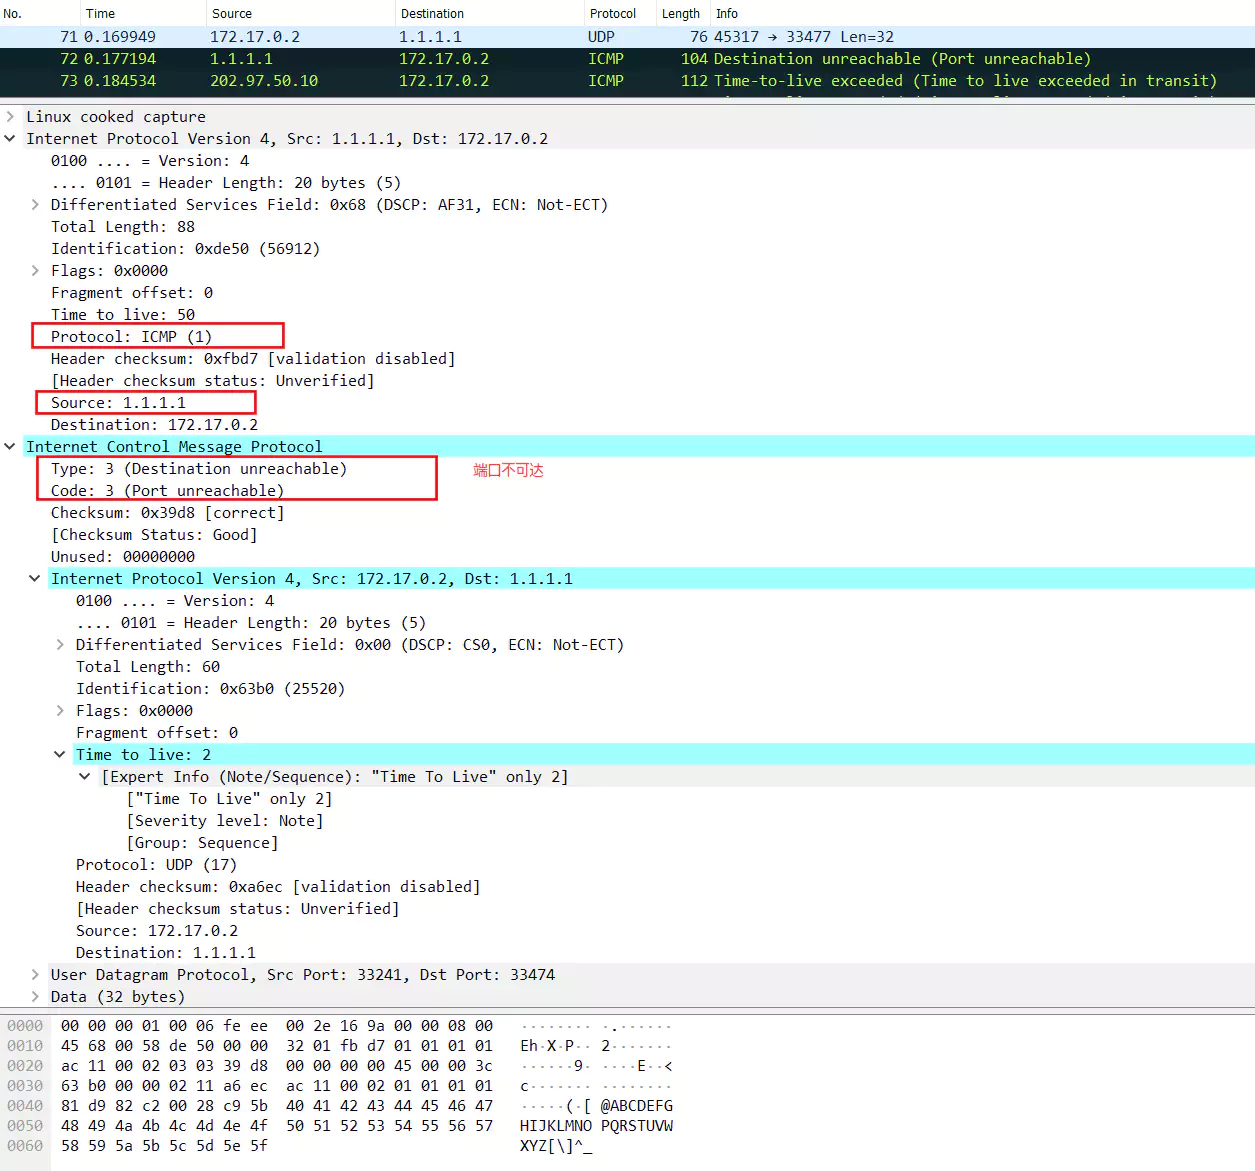 No. Time Source Destination Protocol Length Info
71 0.169949 172.17.0.2 1.1.1.1 UDP 76 45317 → 33477 Len=32
72 0.177194 1.1.1.1 172.17.0.2 ICMP 104 Destination unreachable (Port unreachable)
73 0.184534 202.97.50.10 172.17.0.2 ICMP 112 Time-to-live exceeded (Time to live exceeded in transit)
Linux cooked capture
Internet Protocol Version 4, Src: 1.1.1.1, Dst: 172.17.0.2
0100 .... = Version: 4
.... 0101 = Header Length: 20 bytes (5)
Differentiated Services Field: 0x68 (DSCP: AF31, ECN: Not-ECT)
Total Length: 88
Identification: 0xde50 (56912)
Flags: 0x0000
Fragment offset: 0
Time to live: 50
Protocol: ICMP (1)
Header checksum: 0xfbd7 [validation disabled]
[Header checksum status: Unverified]
Source: 1.1.1.1
Destination: 172.17.0.2
Internet Control Message Protocol
Type: 3 (Destination unreachable) 端口不可达
Code: 3 (Port unreachable)
Checksum: 0x39d8 [correct]
[Checksum Status: Good]
Unused: 00000000
Internet Protocol Version 4, Src: 172.17.0.2, Dst: 1.1.1.1
0100 .... = Version: 4
.... 0101 = Header Length: 20 bytes (5)
Differentiated Services Field: 0x00 (DSCP: CS0, ECN: Not-ECT)
Total Length: 60
Identification: 0x63b0 (25520)
Flags: 0x0000
Fragment offset: 0
Time to live: 2
[Expert Info (Note/Sequence): "Time To Live" only 2]
["Time To Live" only 2]
[Severity level: Note]
[Group: Sequence]
Protocol: UDP (17)
Header checksum: 0xa6ec [validation disabled]
[Header checksum status: Unverified]
Source: 172.17.0.2
Destination: 1.1.1.1
User Datagram Protocol, Src Port: 33241, Dst Port: 33474
Data (32 bytes)
0000 00 00 00 01 00 06 fe ee 00 2e 16 9a 00 00 08 00 ········ ·.······
0010 45 68 00 58 de 50 00 00 32 01 fb d7 01 01 01 01 Eh·X·P·· 2·······
0020 ac 11 00 02 03 03 39 d8 00 00 00 00 45 00 00 3c ······9· ····E··<
0030 63 b0 00 00 02 11 a6 ec ac 11 00 02 01 01 01 01 c······· ········
0040 81 d9 82 c2 00 28 c9 5b 40 41 42 43 44 45 46 47 ·····(·[ @ABCDEFG
0050 48 49 4a 4b 4c 4d 4e 4f 50 51 52 53 54 55 56 57 HIJKLMNO PQRSTUVW
0060 58 59 5a 5b 5c 5d 5e 5f XYZ[\]^_